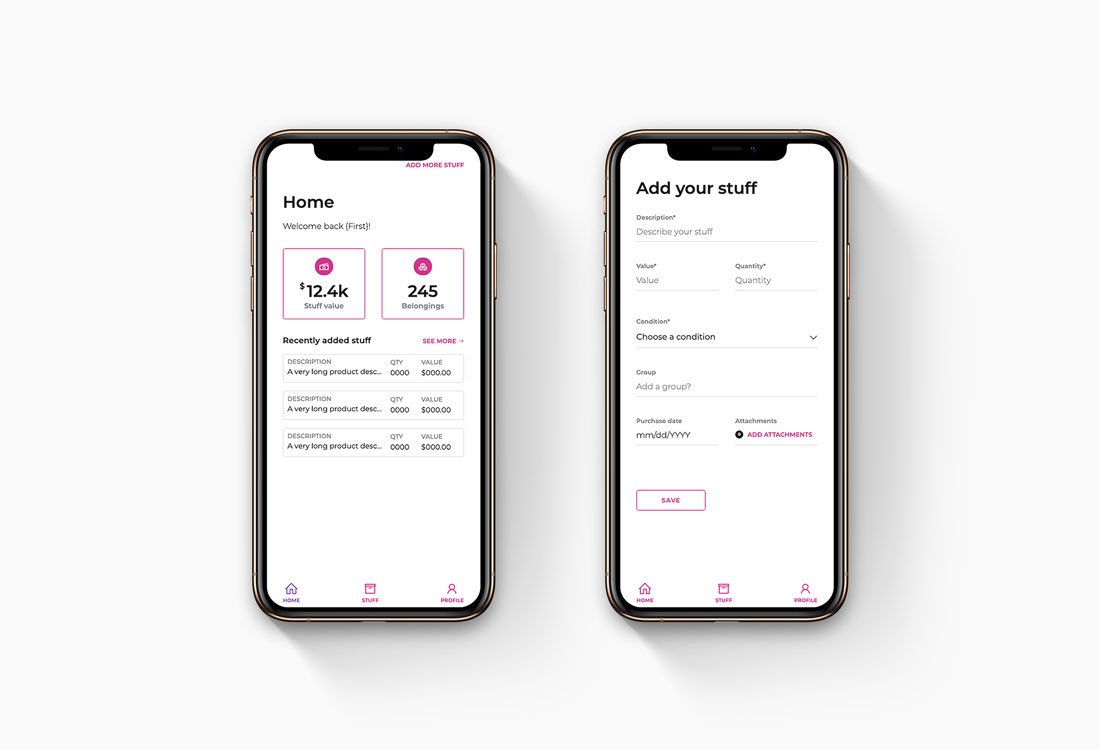 ADD MORE STUFF
Home
Welcome back {First}!
$12.4k
Stuff value
245
Belongings
Recently added stuff SEE MORE →
DESCRIPTION QTY VALUE
A very long product desc... 0000 $000.00
DESCRIPTION QTY VALUE
A very long product desc... 0000 $000.00
DESCRIPTION QTY VALUE
A very long product desc... 0000 $000.00
HOME STUFF PROFILE
Add your stuff
Description*
Describe your stuff
Value* Quantity*
Value Quantity
Condition*
Choose a condition
Group
Add a group?
Purchase date Attachments
mm/dd/YYYY 0 ADD ATTACHMENTS
SAVE
HOME STUFF PROFILE